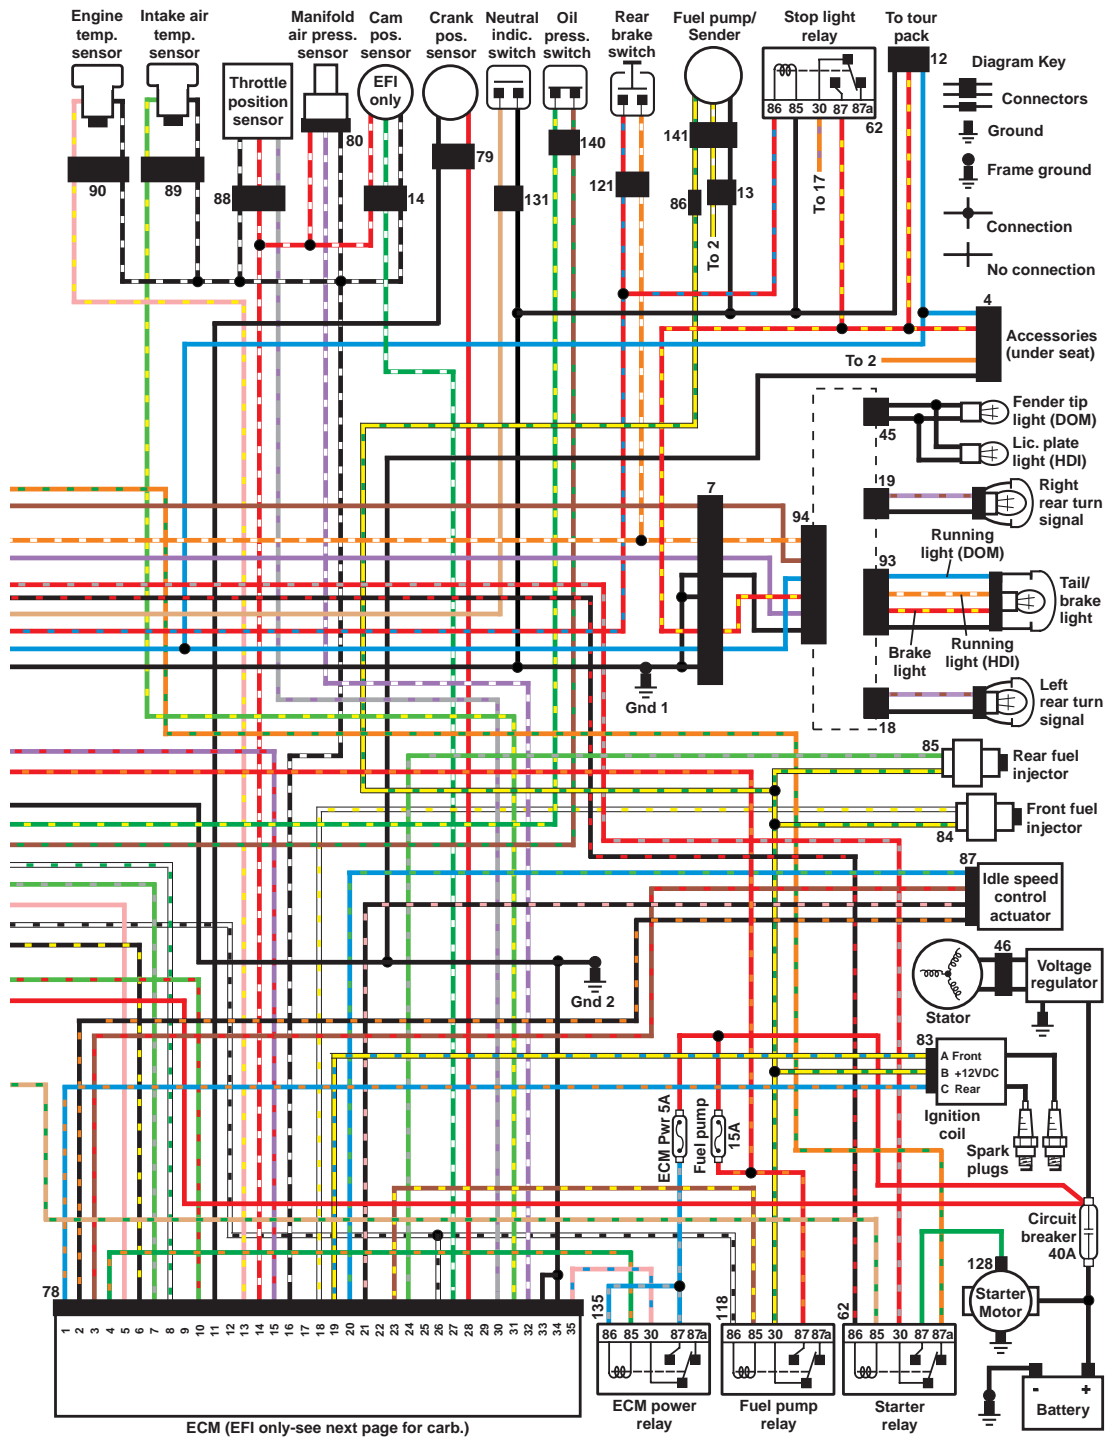 Engine
temp.
sensor
Intake air
temp.
sensor
Manifold
air press.
sensor
Cam
pos.
sensor
Crank
pos.
sensor
Neutral
indic.
switch
Oil
press.
switch
Rear
brake
switch
Fuel pump/
Sender
Stop light
relay
To tour
pack
12
Diagram Key
Connectors
Ground
Frame ground
Connection
No connection
Throttle
position
sensor
EFI
only
86 85 30 87 87a
62
80
79
140
141
90
89
88
14
131
121
86
13
To 17
To 2
4
Accessories
(under seat)
To 2
45
Fender tip
light (DOM)
Lic. plate
light (HDI)
7
94
19
Right
rear turn
signal
Running
light (DOM)
93
Tail/
brake
light
Brake
light
Running
light (HDI)
Gnd 1
18
Left
rear turn
signal
85
Rear fuel
injector
84
Front fuel
injector
87
Idle speed
control
actuator
46
Stator
Voltage
regulator
Gnd 2
83
A Front
B +12VDC
C Rear
Ignition
coil
Spark
plugs
ECM Pwr 5A
Fuel pump
15A
Circuit
breaker
40A
128
Starter
Motor
78
1 2 3 4 5 6 7 8 9 10 11 12 13 14 15 16 17 18 19 20 21 22 23 24 25 26 27 28 29 30 31 32 33 34 35
135
86 85 30 87 87a
118
86 85 30 87 87a
62
86 85 30 87 87a
ECM power
relay
Fuel pump
relay
Starter
relay
- +
Battery
ECM (EFI only-see next page for carb.)